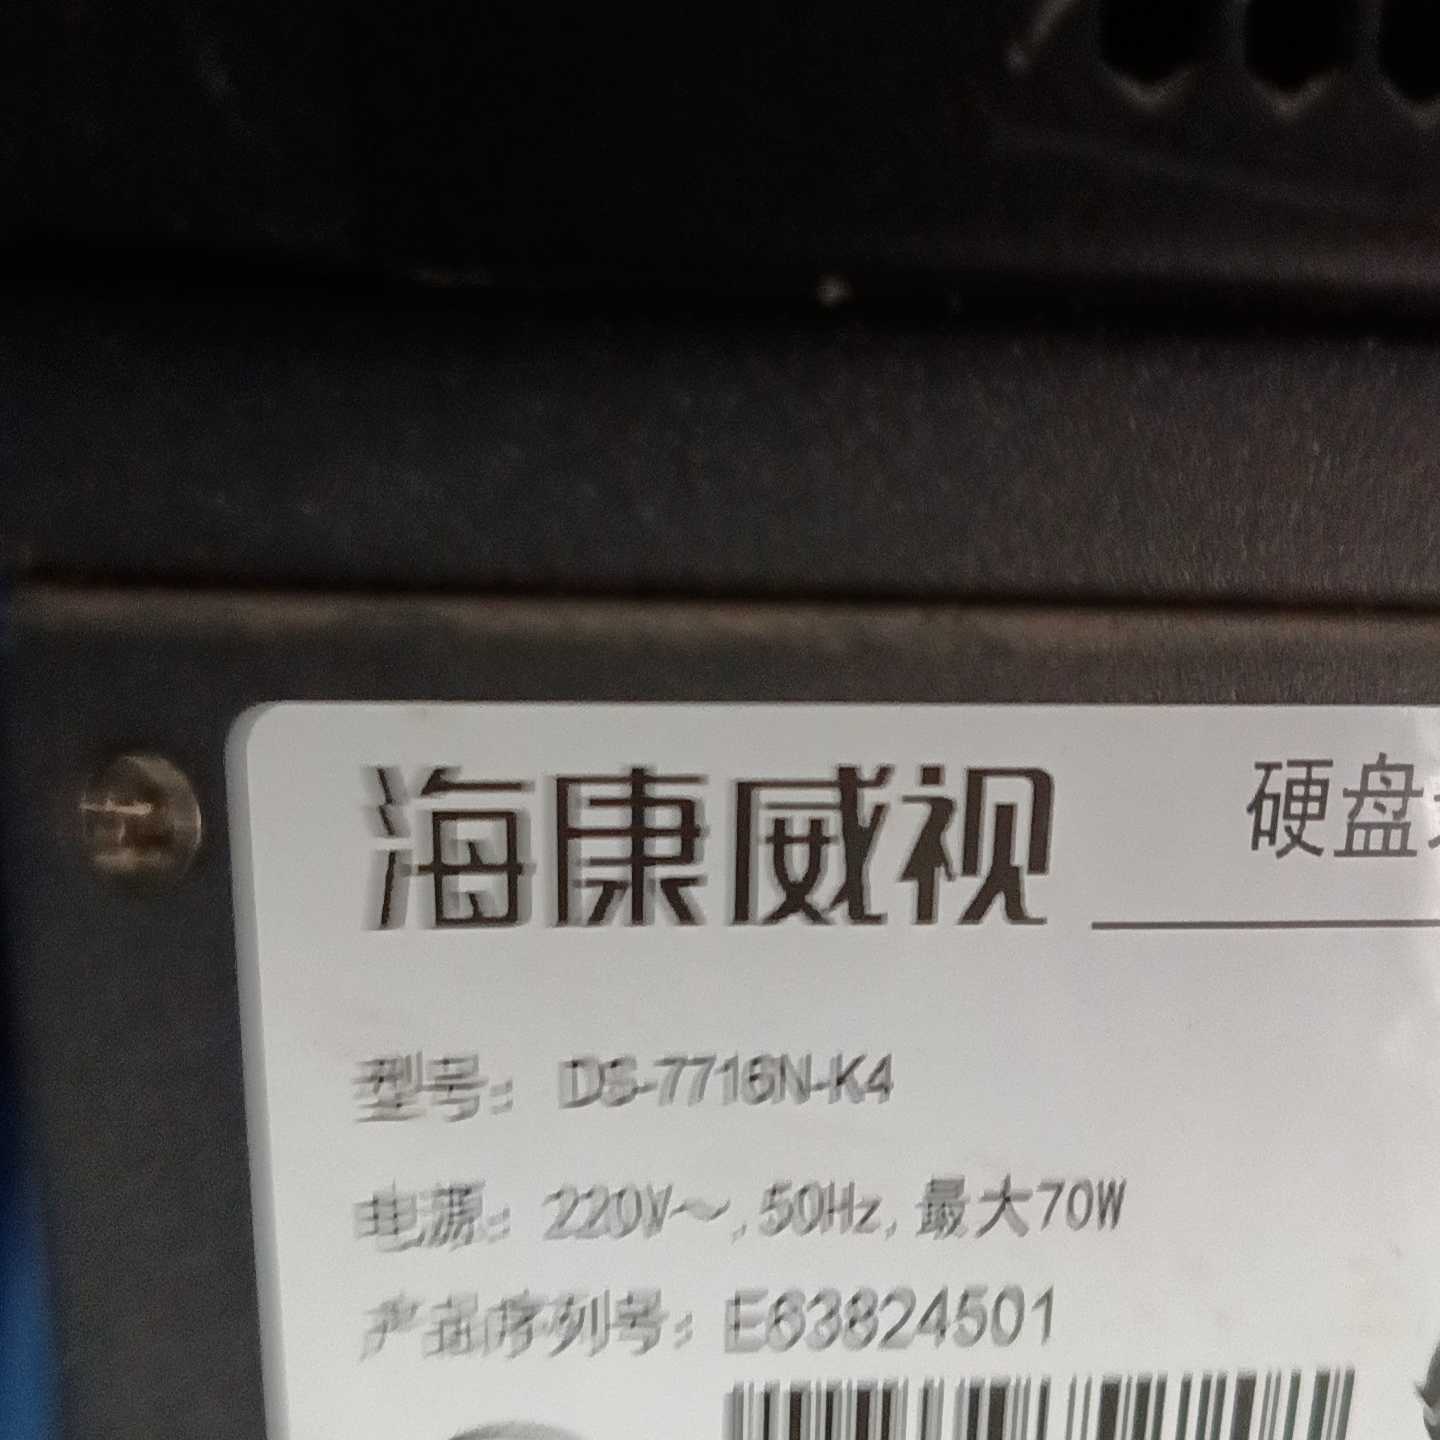 海康威视
硬盘
型号: DS-7716N-K4
电源: 220V～,50Hz,最大70W
产品序列号: E63824501